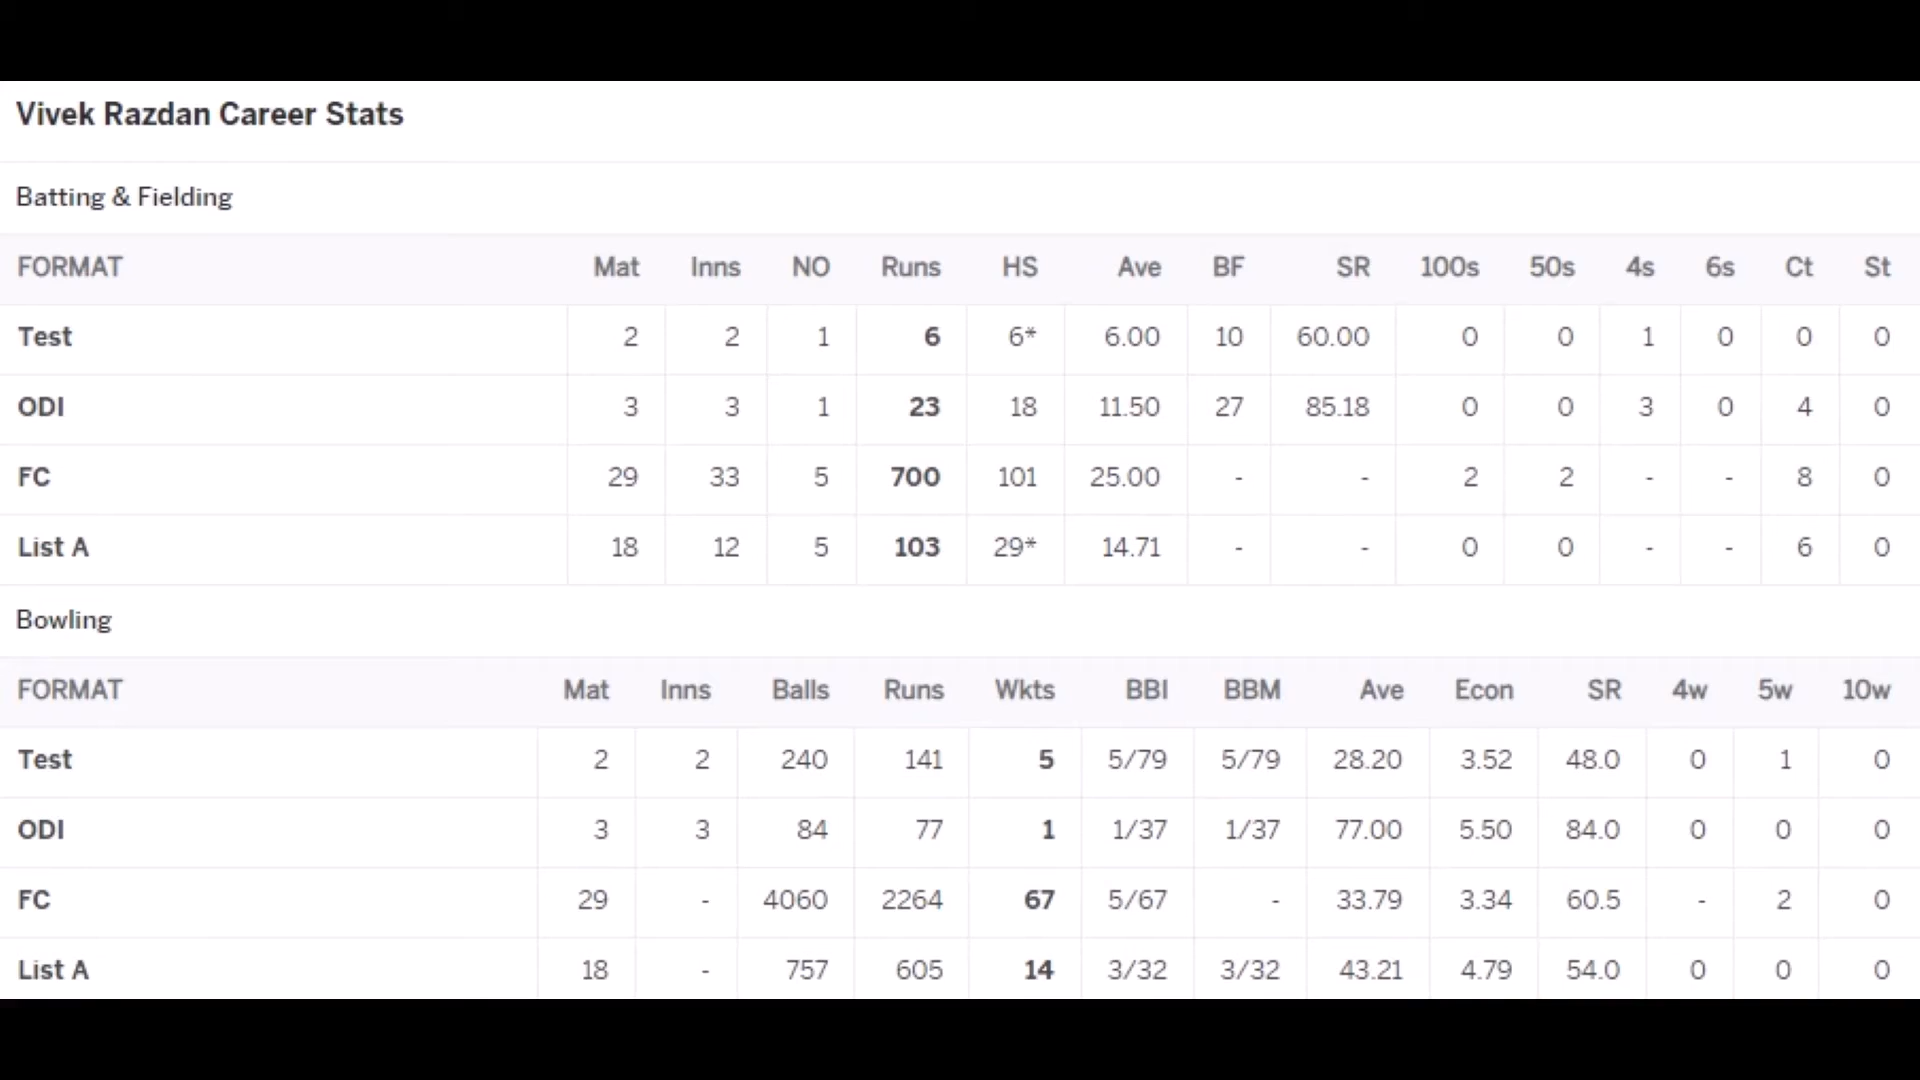 Vivek Razdan Career Stats
Batting & Fielding
FORMAT Mat Inns NO Runs HS Ave BF SR 100s 50s 4s 6s Ct St
Test 2 2 1 6 6* 6.00 10 60.00 0 0 1 0 0 0
ODI 3 3 1 23 18 11.50 27 85.18 0 0 3 0 4 0
FC 29 33 5 700 101 25.00 - - 2 2 - - 8 0
List A 18 12 5 103 29* 14.71 - - 0 0 - - 6 0
Bowling
FORMAT Mat Inns Balls Runs Wkts BBI BBM Ave Econ SR 4w 5w 10w
Test 2 2 240 141 5 5/79 5/79 28.20 3.52 48.0 0 1 0
ODI 3 3 84 77 1 1/37 1/37 77.00 5.50 84.0 0 0 0
FC 29 - 4060 2264 67 5/67 - 33.79 3.34 60.5 - 2 0
List A 18 - 757 605 14 3/32 3/32 43.21 4.79 54.0 0 0 0